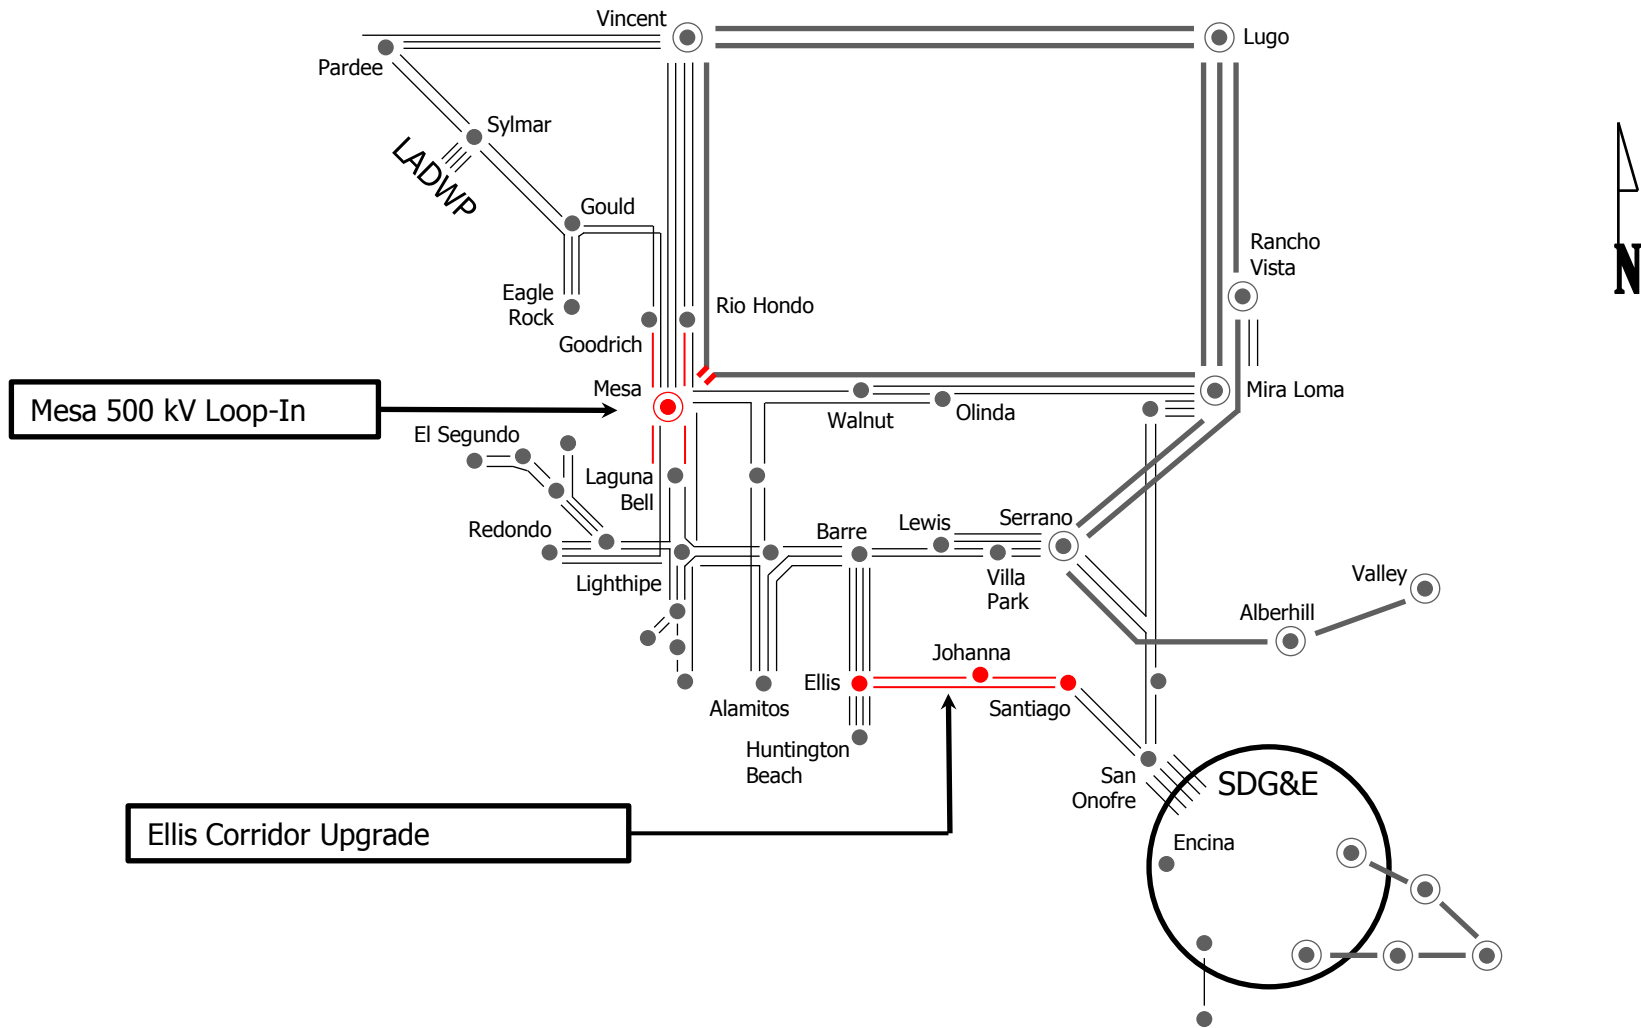 Vincent
Lugo
Pardee
Sylmar
LADWP
Gould
Rancho
Vista
N
Eagle
Rock
Rio Hondo
Goodrich
Mesa
Mira Loma
Mesa 500 kV Loop-In
Walnut
Olinda
El Segundo
Laguna
Bell
Redondo
Barre
Lewis
Serrano
Lighthipe
Villa
Park
Valley
Alberhill
Johanna
Ellis
Alamitos
Santiago
Huntington
Beach
San
Onofre
SDG&E
Ellis Corridor Upgrade
Encina